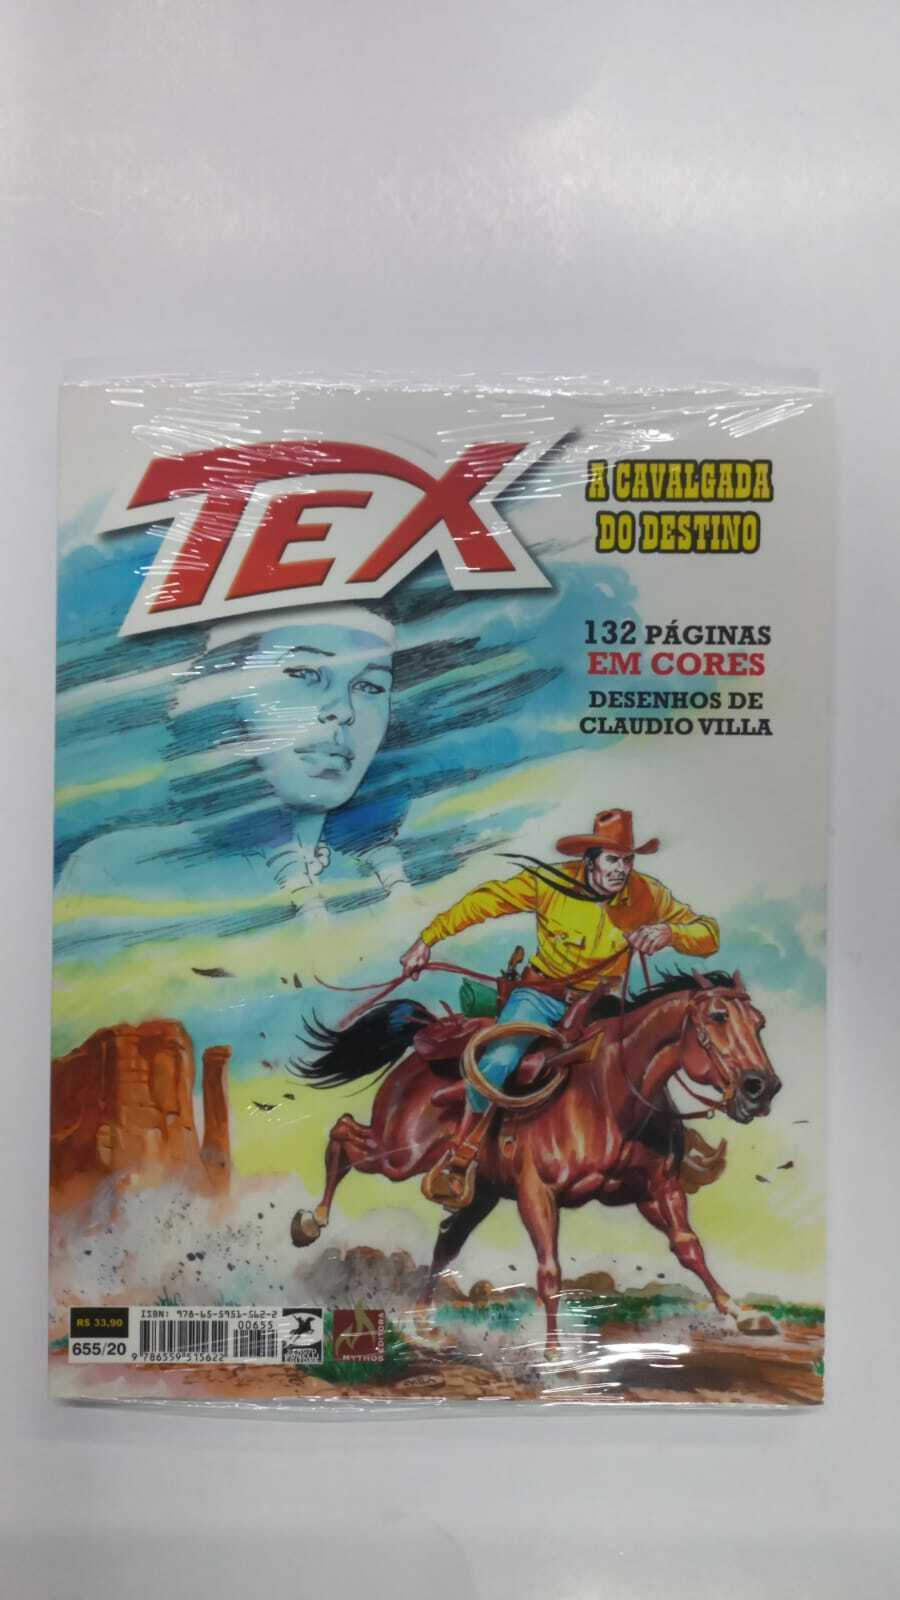 TEX
A CAVALGADA
DO DESTINO
132 PÁGINAS
EM CORES
DESENHOS DE
CLAUDIO VILLA
R$ 33,90
655/20
ISBN: 978-65-5951-562-2
00655
9 786559 515622
MYTHOS
EDITORA